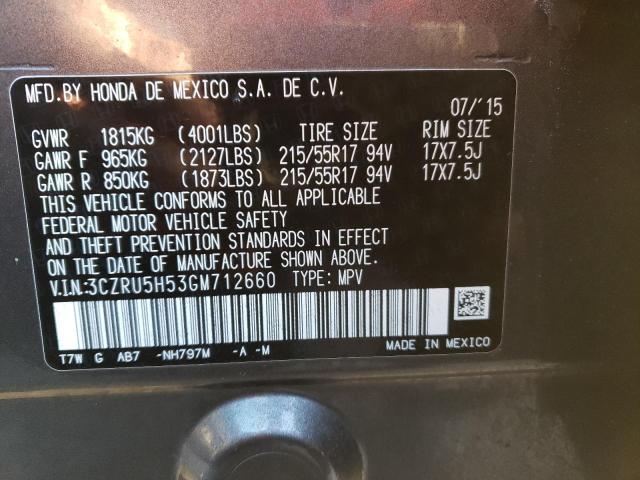 MFD.BY HONDA DE MEXICO S.A. DE C.V.
07/'15
GVWR 1815KG (4001LBS) TIRE SIZE RIM SIZE
GAWR F 965KG (2127LBS) 215/55R17 94V 17X7.5J
GAWR R 850KG (1873LBS) 215/55R17 94V 17X7.5J
THIS VEHICLE CONFORMS TO ALL APPLICABLE
FEDERAL MOTOR VEHICLE SAFETY
AND THEFT PREVENTION STANDARDS IN EFFECT
ON THE DATE OF MANUFACTURE SHOWN ABOVE.
V.I.N:3CZRU5H53GM712660 TYPE: MPV
T7W G AB7 -NH797M -A -M MADE IN MEXICO